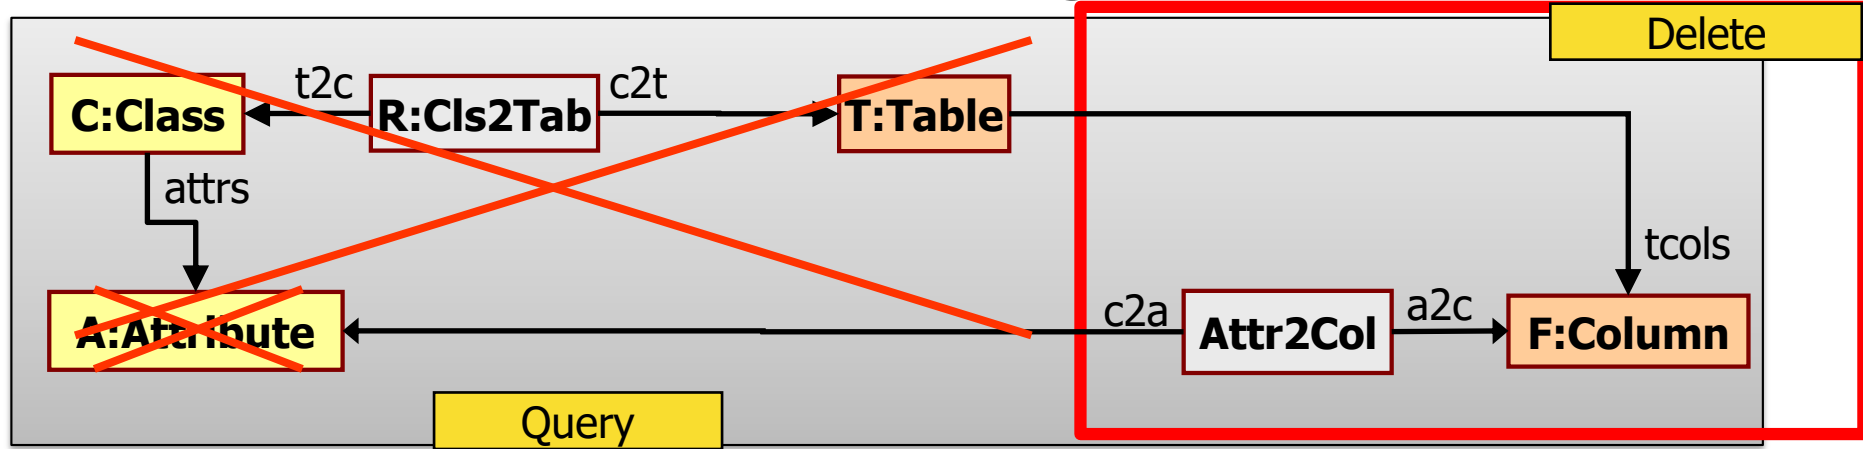 Delete
t2c
c2t
C:Class
R:Cls2Tab
T:Table
attrs
tcols
c2a
a2c
A:Attribute
Attr2Col
F:Column
Query